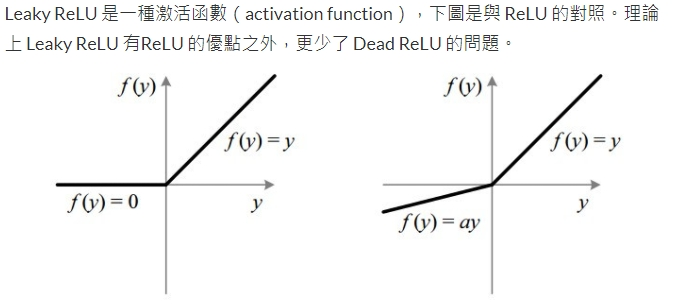 Leaky ReLU 是一種激活函數（activation function），下圖是與 ReLU 的對照。理論
上 Leaky ReLU 有ReLU 的優點之外，更少了 Dead ReLU 的問題。
f(y)
f(y) = y
f(y) = 0
y
f(y)
f(y) = y
f(y) = ay
y